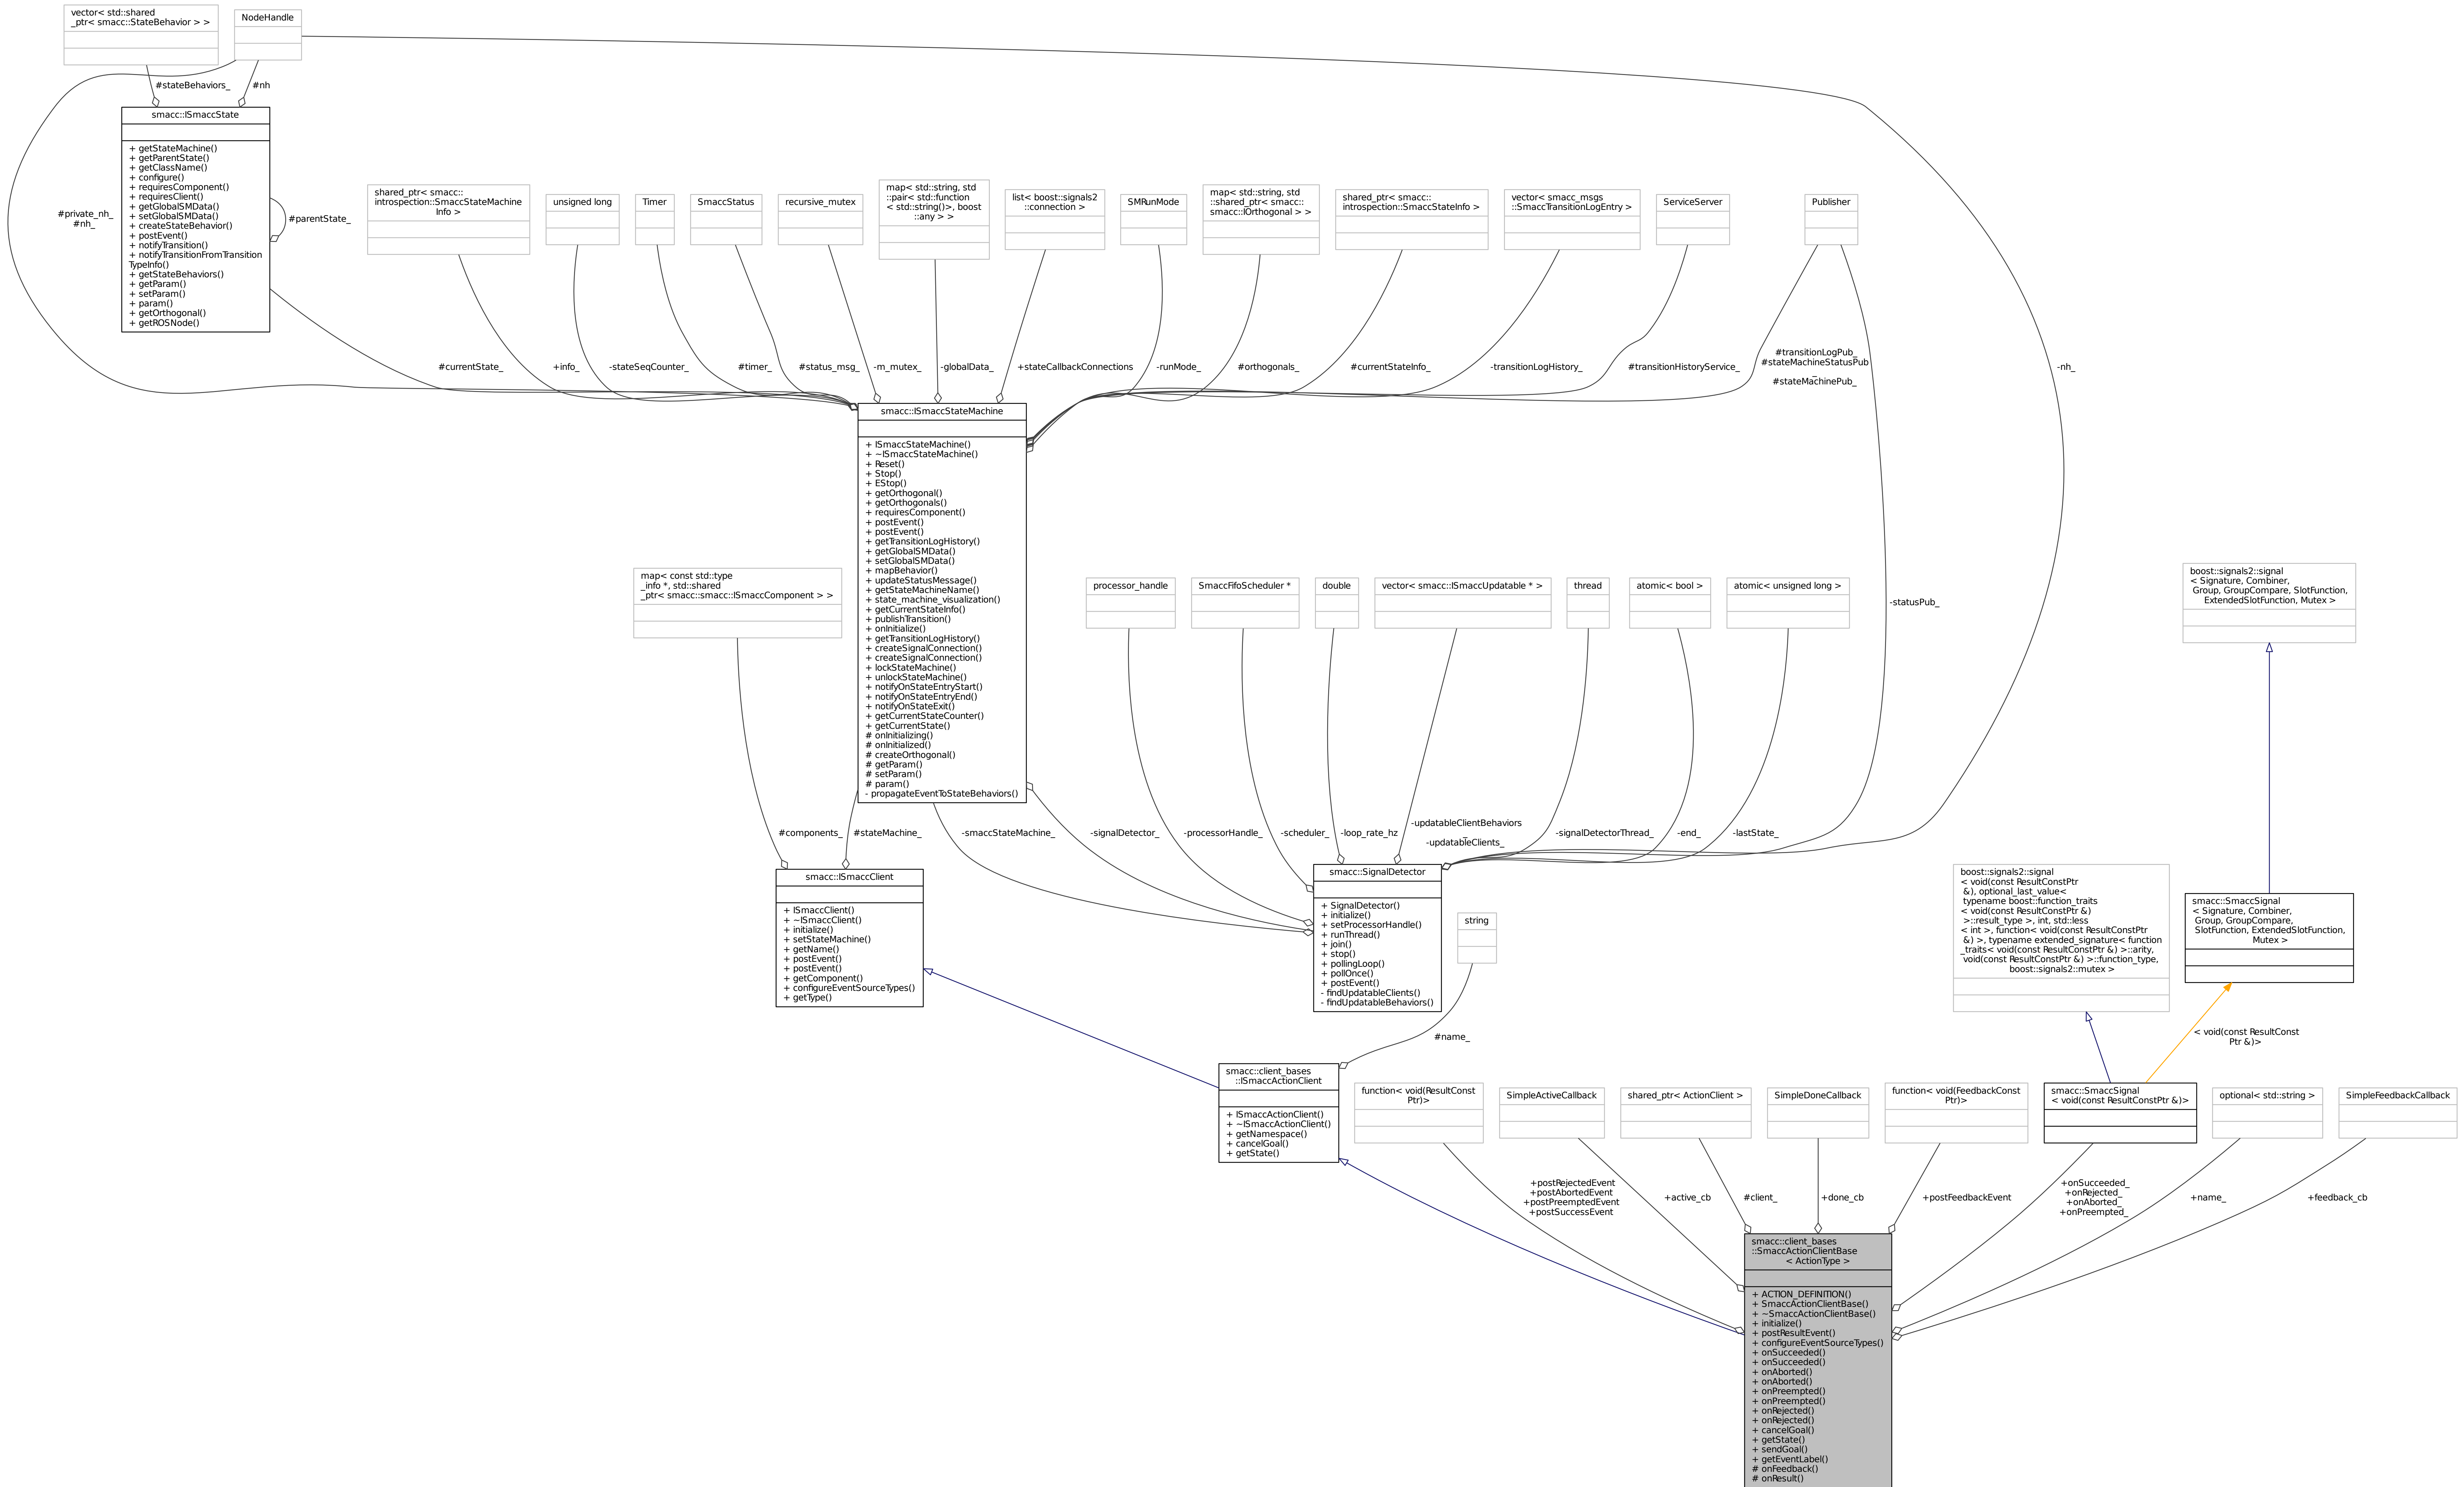 vector< std::shared
_ptr< smacc::StateBehavior > >
NodeHandle
#stateBehaviors_
#nh
smacc::ISmaccState
+ getStateMachine()
+ getParentState()
+ getClassName()
+ configure()
+ requiresComponent()
+ requiresClient()
+ getGlobalSMData()
+ setGlobalSMData()
+ createStateBehavior()
+ postEvent()
+ notifyTransition()
+ notifyTransitionFromTransition
TypeInfo()
+ getStateBehaviors()
+ getParam()
+ setParam()
+ param()
+ getOrthogonal()
+ getROSNode()
#private_nh_
#nh_
#parentState_
shared_ptr< smacc::
introspection::SmaccStateMachine
Info >
unsigned long
Timer
SmaccStatus
recursive_mutex
map< std::string, std
::pair< std::function
< std::string()>, boost
::any > >
list< boost::signals2
::connection >
SMRunMode
map< std::string, std
::shared_ptr< smacc::
smacc::IOrthogonal > >
shared_ptr< smacc::
introspection::SmaccStateInfo >
vector< smacc_msgs
::SmaccTransitionLogEntry >
ServiceServer
Publisher
#currentState_
+info_
-stateSeqCounter_
#timer_
#status_msg_
-m_mutex_
-globalData_
+stateCallbackConnections
-runMode_
#orthogonals_
#currentStateInfo_
-transitionLogHistory_
#transitionHistoryService_
#transitionLogPub_
#stateMachineStatusPub
_
#stateMachinePub_
-nh_
smacc::ISmaccStateMachine
+ ISmaccStateMachine()
+ ~ISmaccStateMachine()
+ Reset()
+ Stop()
+ EStop()
+ getOrthogonal()
+ getOrthogonals()
+ requiresComponent()
+ postEvent()
+ postEvent()
+ getTransitionLogHistory()
+ getGlobalSMData()
+ setGlobalSMData()
+ mapBehavior()
+ updateStatusMessage()
+ getStateMachineName()
+ state_machine_visualization()
+ getCurrentStateInfo()
+ publishTransition()
+ onInitialize()
+ getTransitionLogHistory()
+ createSignalConnection()
+ createSignalConnection()
+ lockStateMachine()
+ unlockStateMachine()
+ notifyOnStateEntryStart()
+ notifyOnStateEntryEnd()
+ notifyOnStateExit()
+ getCurrentStateCounter()
+ getCurrentState()
# onInitializing()
# onInitialized()
# createOrthogonal()
# getParam()
# setParam()
# param()
- propagateEventToStateBehaviors()
map< const std::type
_info *, std::shared
_ptr< smacc::smacc::ISmaccComponent > >
processor_handle
SmaccFifoScheduler *
double
vector< smacc::ISmaccUpdatable * >
thread
atomic< bool >
atomic< unsigned long >
-statusPub_
boost::signals2::signal
< Signature, Combiner,
Group, GroupCompare, SlotFunction,
ExtendedSlotFunction, Mutex >
#components_
#stateMachine_
-smaccStateMachine_
-signalDetector_
-processorHandle_
-scheduler_
-loop_rate_hz
-updatableClientBehaviors
_
-updatableClients_
-signalDetectorThread_
-end_
-lastState_
smacc::ISmaccClient
+ ISmaccClient()
+ ~ISmaccClient()
+ initialize()
+ setStateMachine()
+ getName()
+ postEvent()
+ postEvent()
+ getComponent()
+ configureEventSourceTypes()
+ getType()
smacc::SignalDetector
+ SignalDetector()
+ initialize()
+ setProcessorHandle()
+ runThread()
+ join()
+ stop()
+ pollingLoop()
+ pollOnce()
+ postEvent()
- findUpdatableClients()
- findUpdatableBehaviors()
string
#name_
boost::signals2::signal
< void(const ResultConstPtr
&), optional_last_value<
typename boost::function_traits
< void(const ResultConstPtr &)
>::result_type >, int, std::less
< int >, function< void(const ResultConstPtr
&) >, typename extended_signature< function
_traits< void(const ResultConstPtr &) >::arity,
void(const ResultConstPtr &) >::function_type,
boost::signals2::mutex >
smacc::SmaccSignal
< Signature, Combiner,
Group, GroupCompare,
SlotFunction, ExtendedSlotFunction,
Mutex >
< void(const ResultConst
Ptr &)>
smacc::client_bases
::ISmaccActionClient
+ ISmaccActionClient()
+ ~ISmaccActionClient()
+ getNamespace()
+ cancelGoal()
+ getState()
function< void(ResultConst
Ptr)>
SimpleActiveCallback
shared_ptr< ActionClient >
SimpleDoneCallback
function< void(FeedbackConst
Ptr)>
smacc::SmaccSignal
< void(const ResultConstPtr &)>
optional< std::string >
SimpleFeedbackCallback
+postRejectedEvent
+postAbortedEvent
+postPreemptedEvent
+postSuccessEvent
+active_cb
#client_
+done_cb
+postFeedbackEvent
+onSucceeded_
+onRejected_
+onAborted_
+onPreempted_
+name_
+feedback_cb
smacc::client_bases
::SmaccActionClientBase
< ActionType >
+ ACTION_DEFINITION()
+ SmaccActionClientBase()
+ ~SmaccActionClientBase()
+ initialize()
+ postResultEvent()
+ configureEventSourceTypes()
+ onSucceeded()
+ onSucceeded()
+ onAborted()
+ onAborted()
+ onPreempted()
+ onPreempted()
+ onRejected()
+ onRejected()
+ cancelGoal()
+ getState()
+ sendGoal()
+ getEventLabel()
# onFeedback()
# onResult()